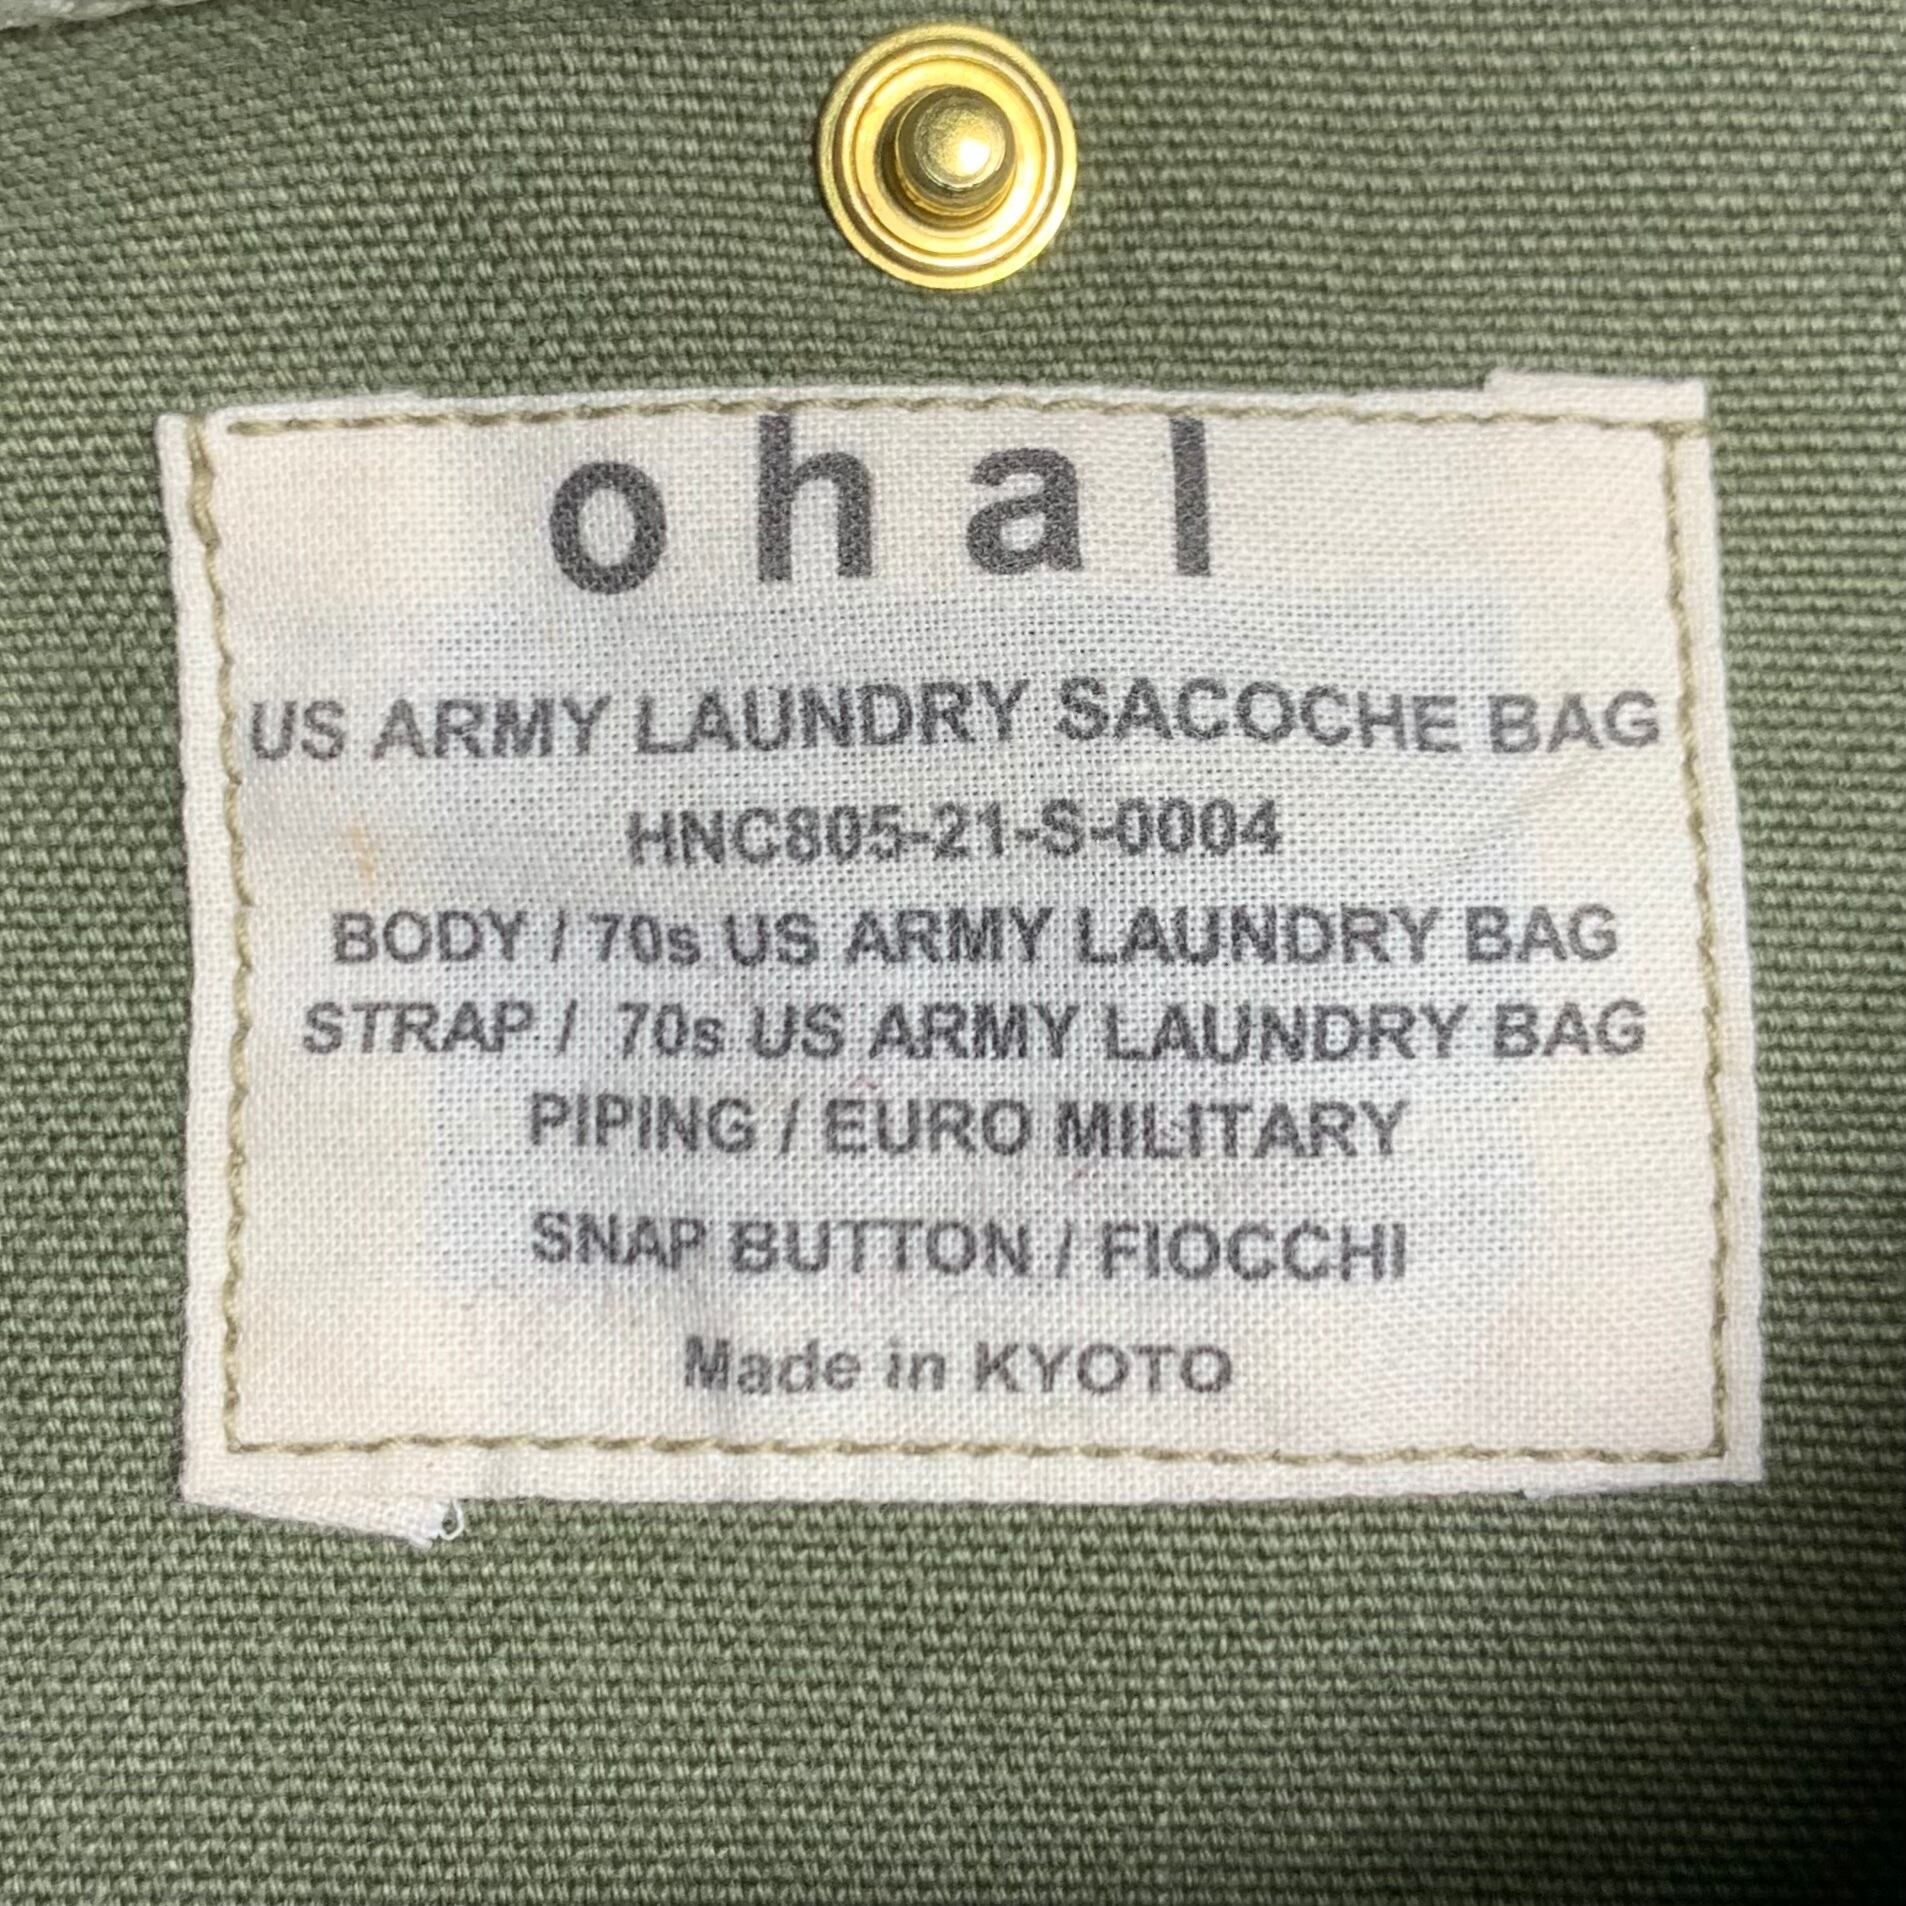 ohal
US ARMY LAUNDRY SACOCHE BAG
HNC805-21-S-0004
BODY / 70s US ARMY LAUNDRY BAG
STRAP / 70s US ARMY LAUNDRY BAG
PIPING / EURO MILITARY
SNAP BUTTON / FIOCCHI
Made in KYOTO